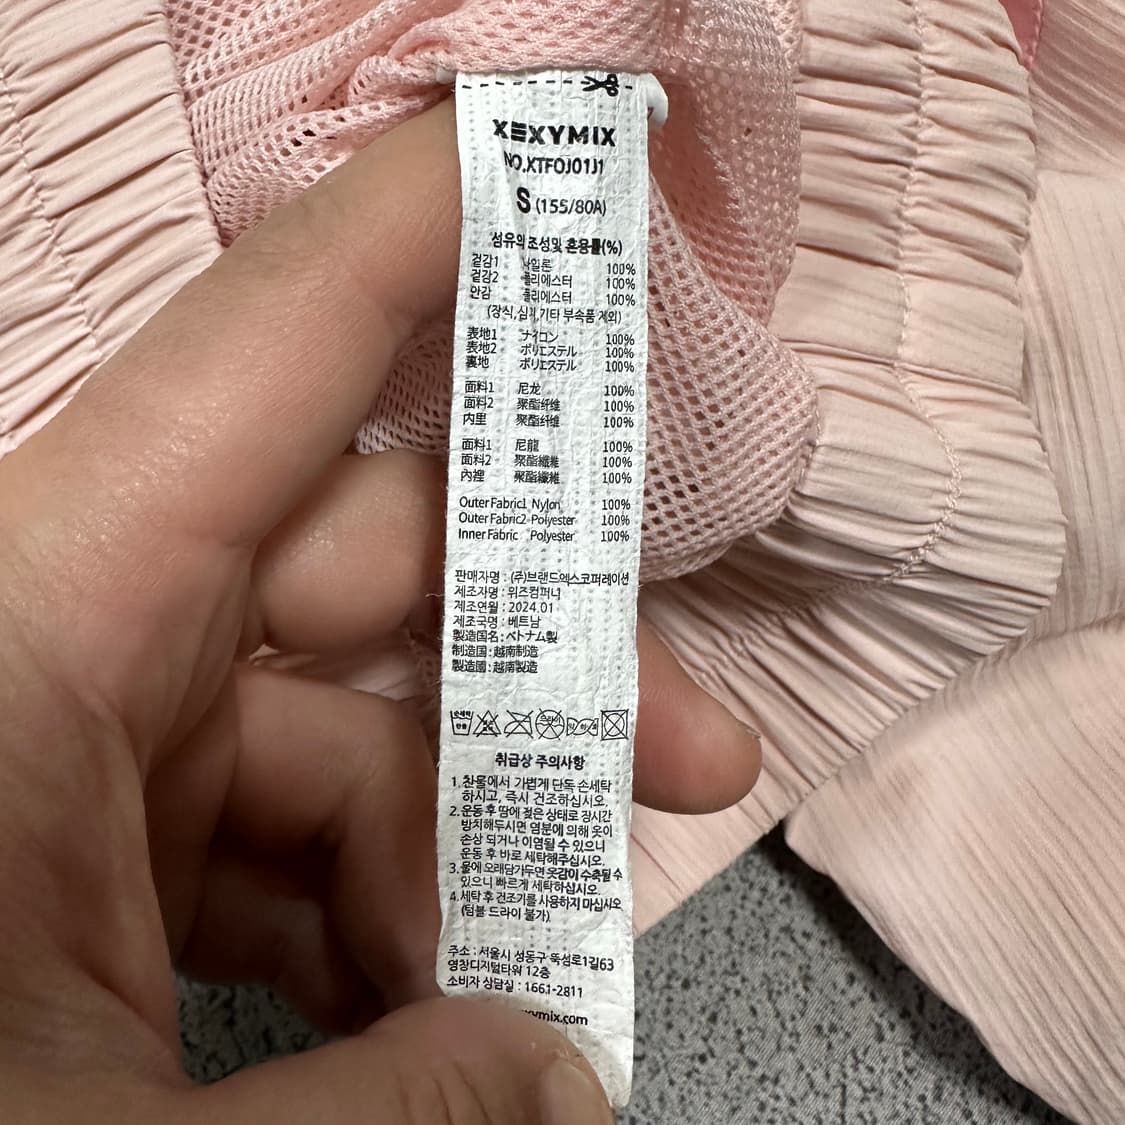 XEXYMIX
NO.XTFOJ01J1
S (155/80A)
섬유의 조성및 혼용률(%)
겉감1 나일론 100%
겉감2 폴리에스터 100%
안감 폴리에스터 100%
(장식,심지,기타 부속품 제외)
表地1 ナイロン 100%
表地2 ポリエステル 100%
裏地 ポリエステル 100%
面料1 尼龙 100%
面料2 聚酯纤维 100%
内里 聚酯纤维 100%
面料1 尼龍 100%
面料2 聚酯纖維 100%
內裡 聚酯纖維 100%
Outer Fabric1 Nylon 100%
Outer Fabric2 Polyester 100%
Inner Fabric Polyester 100%
판매자명 : (주)브랜드엑스코퍼레이션
제조자명 : 위즈컴퍼니
제조연월 : 2024.01
제조국명 : 베트남
製造国名 : ベトナム製
制造国 : 越南制造
製造國 : 越南製造
손세탁
중성
드라이
취급상 주의사항
1. 찬물에서 가볍게 단독 손세탁
하시고, 즉시 건조하십시오.
2. 운동 후 땀에 젖은 상태로 장시간
방치해두시면 염분에 의해 옷이
손상 되거나 이염될 수 있으니
운동 후 바로 세탁해주십시오.
3. 물에 오래담가두면 옷감이 수축될 수
있으니 빠르게 세탁하십시오.
4. 세탁 후 건조기를 사용하지 마십시오
(텀블 드라이 불가).
주소 : 서울시 성동구 뚝섬로1길63
영창디지털타워 12층
소비자 상담실 : 1661-2811
xymix.com